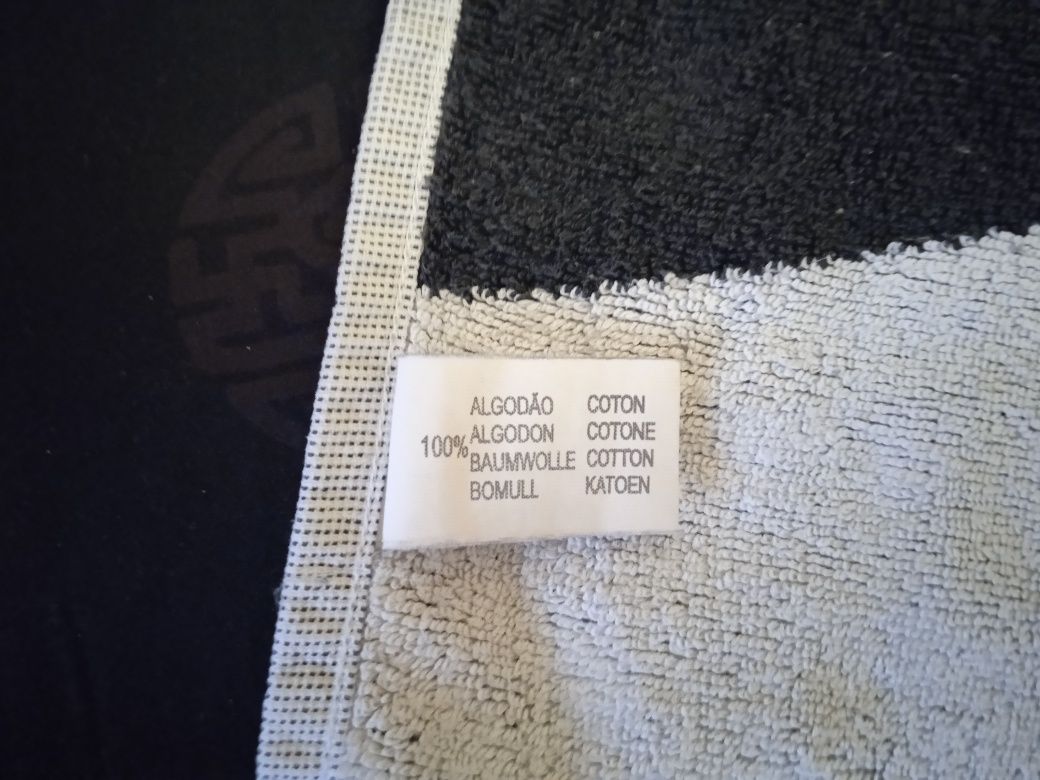 100%
ALGODÃO COTON
ALGODON COTONE
BAUMWOLLE COTTON
BOMULL KATOEN